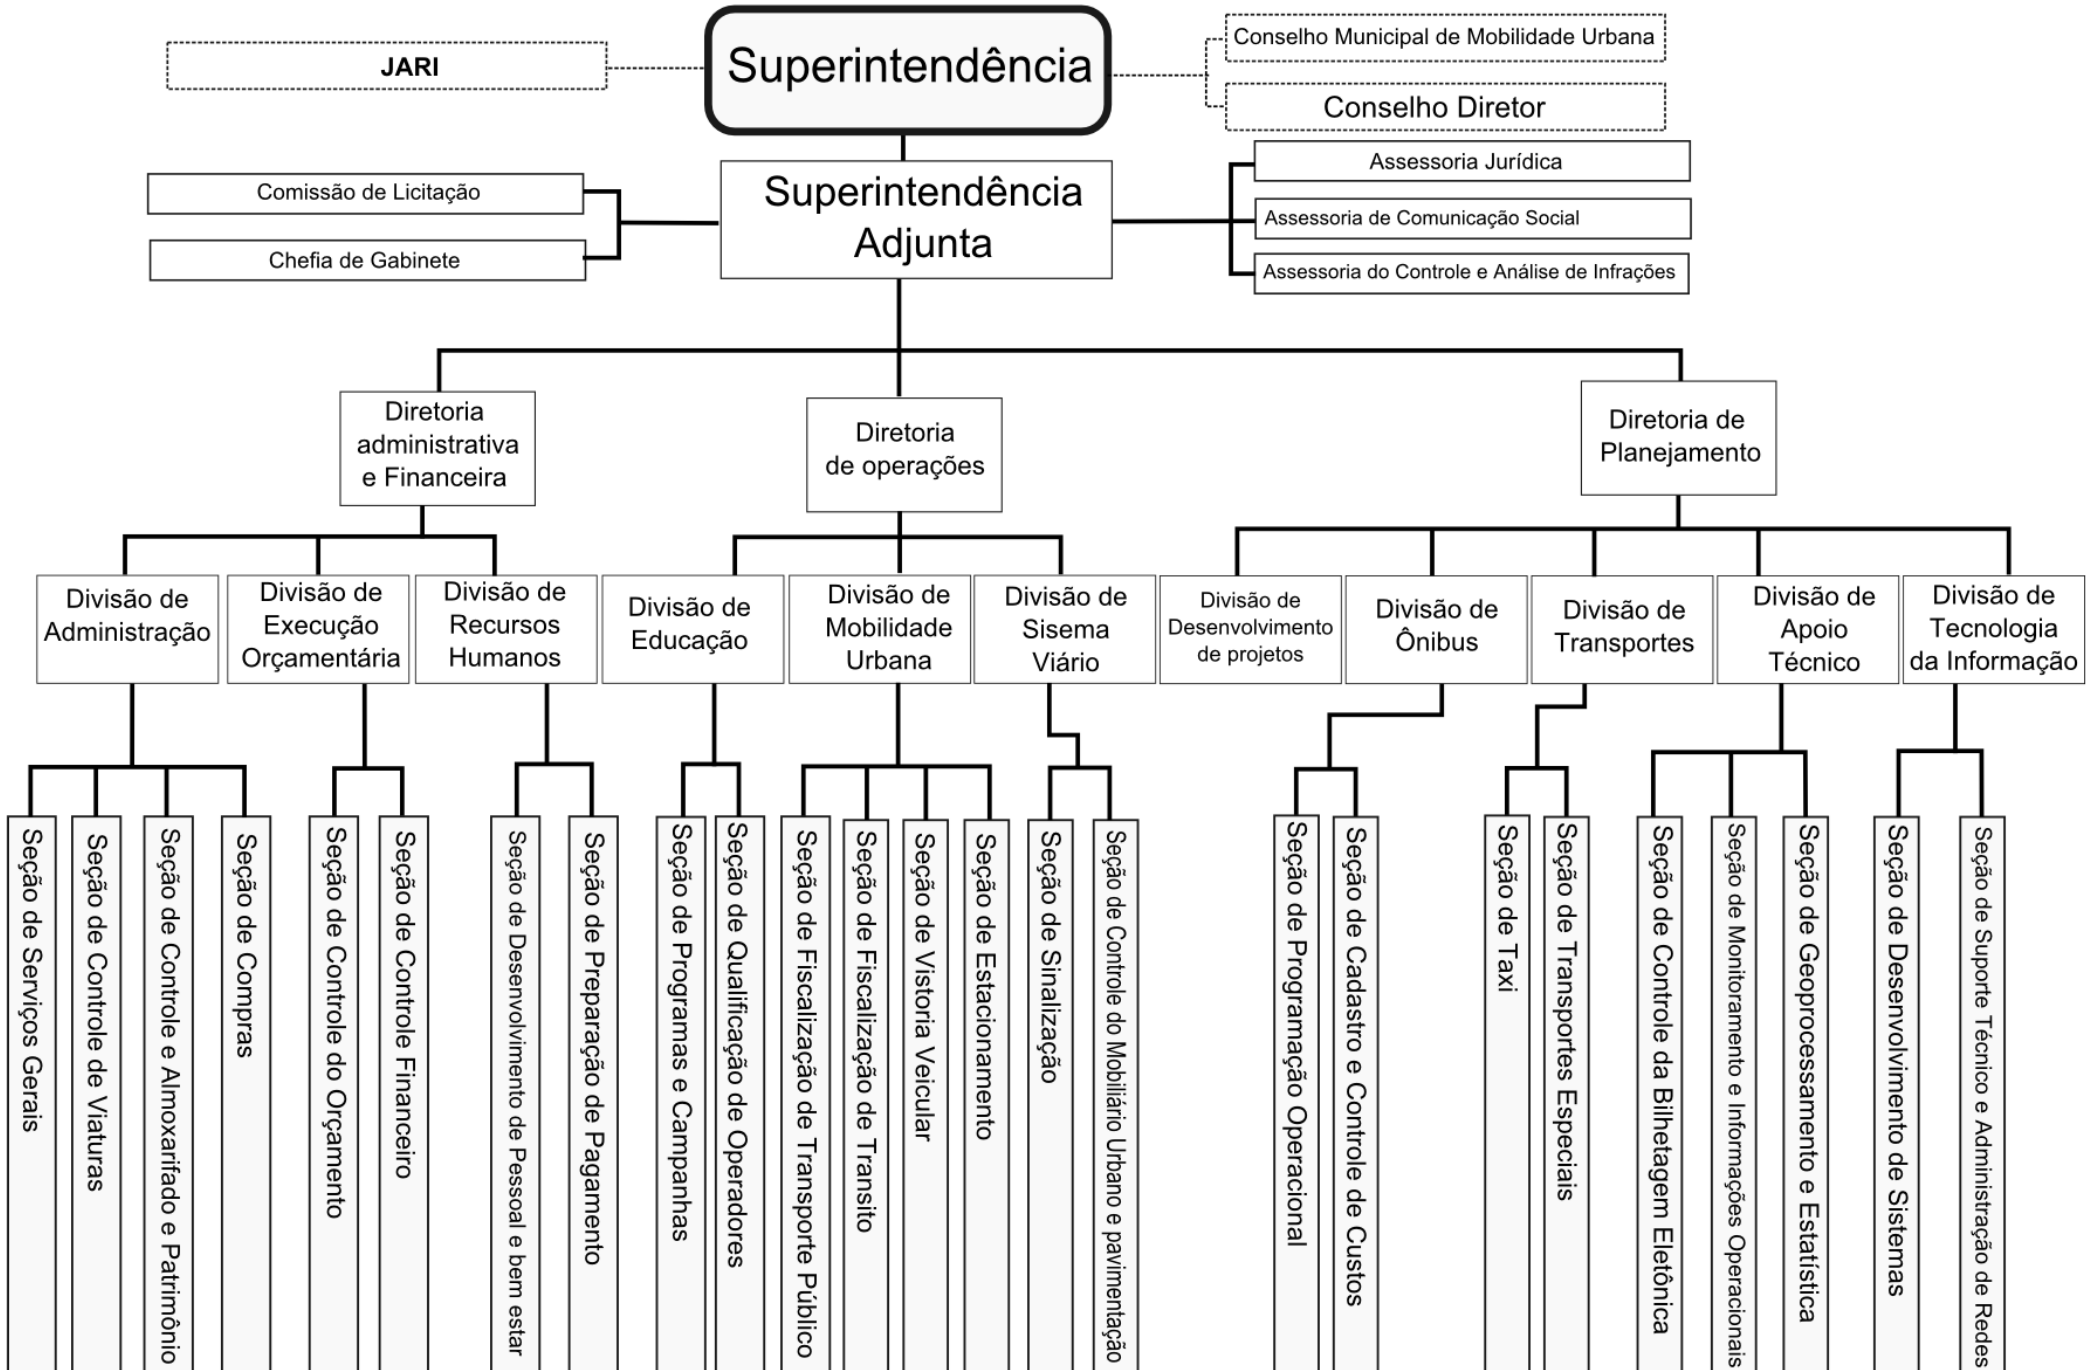 JARI
Superintendência
Conselho Municipal de Mobilidade Urbana
Conselho Diretor
Comissão de Licitação
Chefia de Gabinete
Superintendência
Adjunta
Assessoria Jurídica
Assessoria de Comunicação Social
Assessoria do Controle e Análise de Infrações
Diretoria
administrativa
e Financeira
Diretoria
de operações
Diretoria de
Planejamento
Divisão de
Administração
Divisão de
Execução
Orçamentária
Divisão de
Recursos
Humanos
Divisão de
Educação
Divisão de
Mobilidade
Urbana
Divisão de
Sisema
Viário
Divisão de
Desenvolvimento
de projetos
Divisão de
Ônibus
Divisão de
Transportes
Divisão de
Apoio
Técnico
Divisão de
Tecnologia
da Informação
Seção de Serviços Gerais
Seção de Controle de Viaturas
Seção de Controle e Almoxarifado e Patrimônio
Seção de Compras
Seção de Controle do Orçamento
Seção de Controle Financeiro
Seção de Desenvolvimento de Pessoal e bem estar
Seção de Preparação de Pagamento
Seção de Programas e Campanhas
Seção de Qualificação de Operadores
Seção de Fiscalização de Transporte Público
Seção de Fiscalização de Transito
Seção de Vistoria Veicular
Seção de Estacionamento
Seção de Sinalização
Seção de Controle do Mobiliário Urbano e pavimentação
Seção de Programação Operacional
Seção de Cadastro e Controle de Custos
Seção de Taxi
Seção de Transportes Especiais
Seção de Controle da Bilhetagem Eletônica
Seção de Monitoramento e Informações Operacionais
Seção de Geoprocessamento e Estatística
Seção de Desenvolvimento de Sistemas
Seção de Suporte Técnico e Administração de Redes